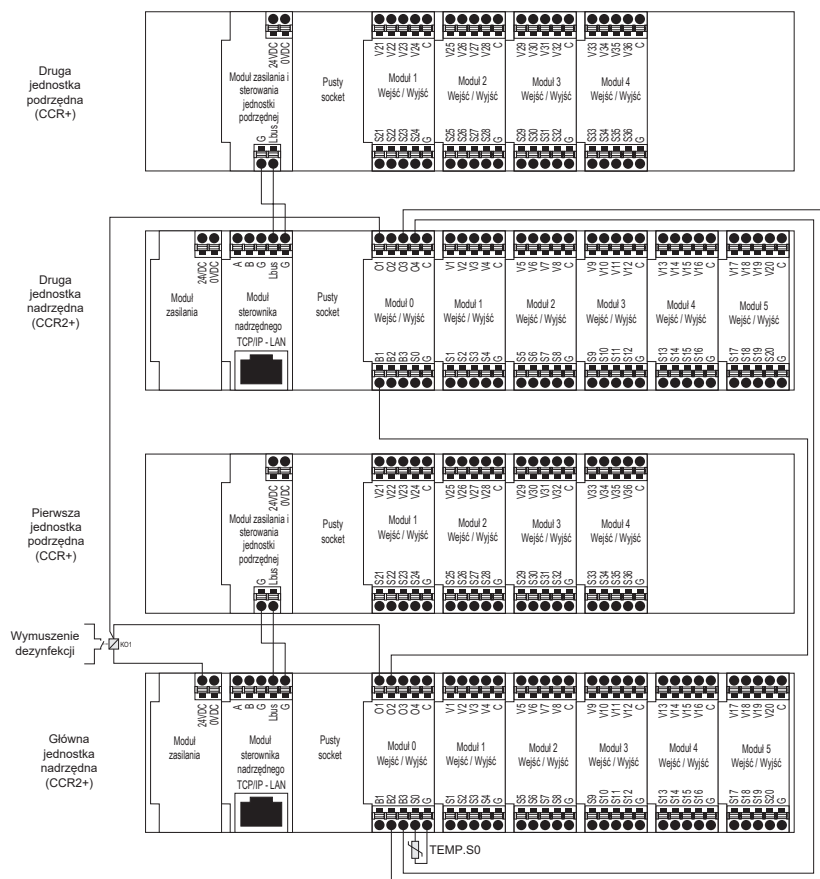 Druga
jednostka
podrzędna
(CCR+)
24VDC
0VDC
Moduł zasilania i
sterowania
jednostki
podrzędnej
G
Lbus
Pusty
socket
V21
V22
V23
V24
C
Moduł 1
Wejść / Wyjść
S21
S22
S23
S24
G
V25
V26
V27
V28
C
Moduł 2
Wejść / Wyjść
S25
S26
S27
S28
G
V29
V30
V31
V32
C
Moduł 3
Wejść / Wyjść
S29
S30
S31
S32
G
V33
V34
V35
V36
C
Moduł 4
Wejść / Wyjść
S33
S34
S35
S36
G
Druga
jednostka
nadrzędna
(CCR2+)
24VDC
0VDC
Moduł
zasilania
A
B
G
Lbus
G
Moduł
sterownika
nadrzędnego
TCP/IP - LAN
Pusty
socket
O1
O2
O3
O4
C
Moduł 0
Wejść / Wyjść
B1
B2
B3
S0
G
V1
V2
V3
V4
C
Moduł 1
Wejść / Wyjść
S1
S2
S3
S4
G
V5
V6
V7
V8
C
Moduł 2
Wejść / Wyjść
S5
S6
S7
S8
G
V9
V10
V11
V12
C
Moduł 3
Wejść / Wyjść
S9
S10
S11
S12
G
V13
V14
V15
V16
C
Moduł 4
Wejść / Wyjść
S13
S14
S15
S16
G
V17
V18
V19
V20
C
Moduł 5
Wejść / Wyjść
S17
S18
S19
S20
G
Pierwsza
jednostka
podrzędna
(CCR+)
24VDC
0VDC
Moduł zasilania i
sterowania
jednostki
podrzędnej
G
Lbus
Pusty
socket
V21
V22
V23
V24
C
Moduł 1
Wejść / Wyjść
S21
S22
S23
S24
G
V25
V26
V27
V28
C
Moduł 2
Wejść / Wyjść
S25
S26
S27
S28
G
V29
V30
V31
V32
C
Moduł 3
Wejść / Wyjść
S29
S30
S31
S32
G
V33
V34
V35
V36
C
Moduł 4
Wejść / Wyjść
S33
S34
S35
S36
G
Wymuszenie
dezynfekcji
KO1
Główna
jednostka
nadrzędna
(CCR2+)
24VDC
0VDC
Moduł
zasilania
A
B
G
Lbus
G
Moduł
sterownika
nadrzędnego
TCP/IP - LAN
Pusty
socket
O1
O2
O3
O4
C
Moduł 0
Wejść / Wyjść
B1
B2
B3
S0
G
V1
V2
V3
V4
C
Moduł 1
Wejść / Wyjść
S1
S2
S3
S4
G
V5
V6
V7
V8
C
Moduł 2
Wejść / Wyjść
S5
S6
S7
S8
G
V9
V10
V11
V12
C
Moduł 3
Wejść / Wyjść
S9
S10
S11
S12
G
V13
V14
V15
V16
C
Moduł 4
Wejść / Wyjść
S13
S14
S15
S16
G
V17
V18
V19
V20
C
Moduł 5
Wejść / Wyjść
S17
S18
S19
S20
G
TEMP.S0